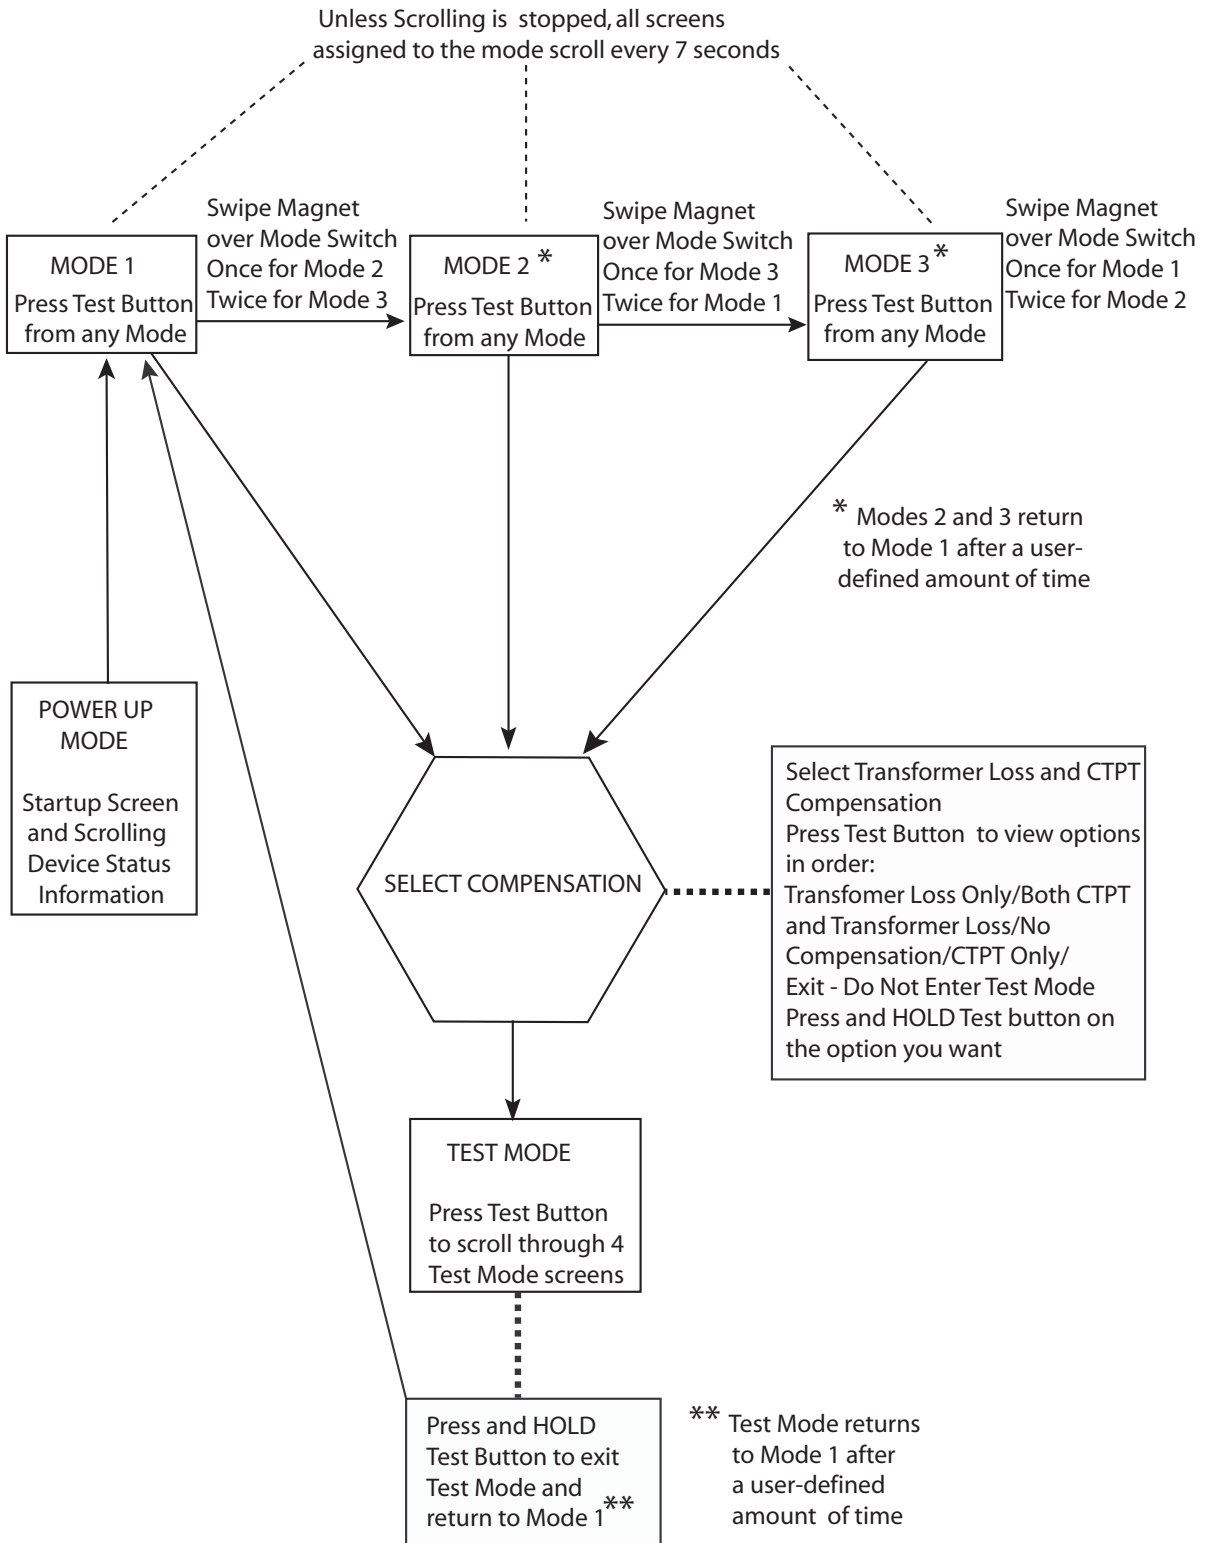 Unless Scrolling is stopped, all screens
assigned to the mode scroll every 7 seconds
MODE 1
Press Test Button
from any Mode
Swipe Magnet
over Mode Switch
Once for Mode 2
Twice for Mode 3
MODE 2 *
Press Test Button
from any Mode
Swipe Magnet
over Mode Switch
Once for Mode 3
Twice for Mode 1
MODE 3 *
Press Test Button
from any Mode
Swipe Magnet
over Mode Switch
Once for Mode 1
Twice for Mode 2
* Modes 2 and 3 return
to Mode 1 after a user-
defined amount of time
POWER UP
MODE
Startup Screen
and Scrolling
Device Status
Information
SELECT COMPENSATION
Select Transformer Loss and CTPT
Compensation
Press Test Button to view options
in order:
Transfomer Loss Only/Both CTPT
and Transformer Loss/No
Compensation/CTPT Only/
Exit - Do Not Enter Test Mode
Press and HOLD Test button on
the option you want
TEST MODE
Press Test Button
to scroll through 4
Test Mode screens
Press and HOLD
Test Button to exit
Test Mode and
return to Mode 1**
** Test Mode returns
to Mode 1 after
a user-defined
amount of time